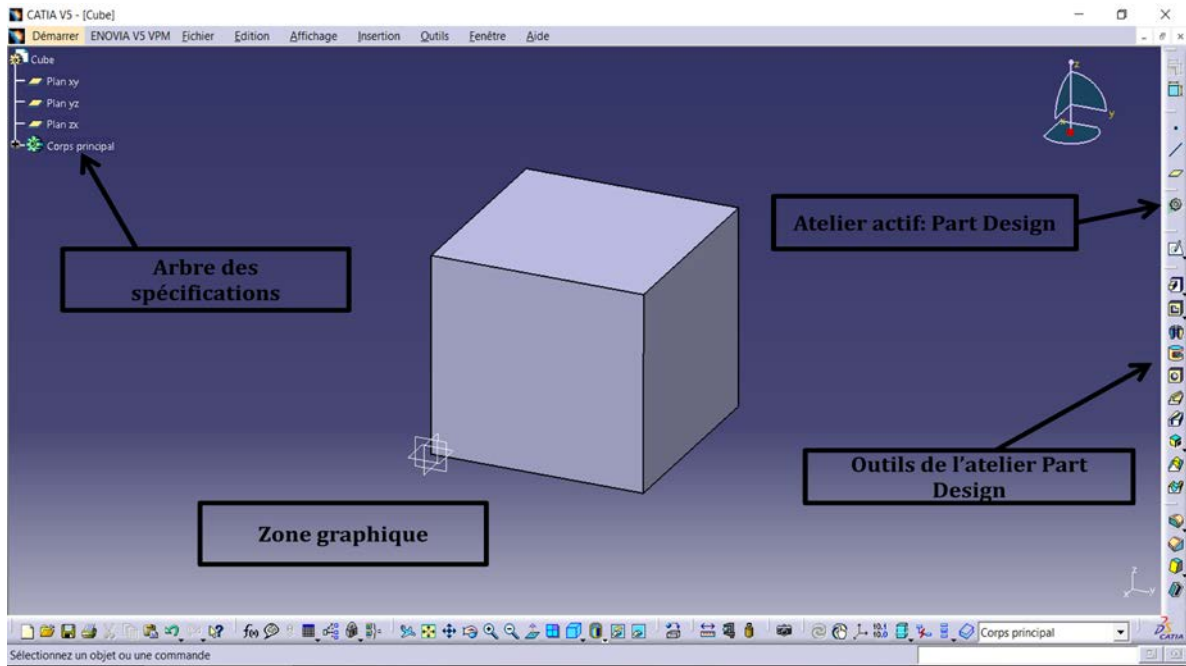 CATIA V5 - [Cube]
Démarrer ENOVIA V5 VPM Fichier Edition Affichage Insertion Outils Fenêtre Aide
Cube
Plan xy
Plan yz
Plan zx
Corps principal
z
y
x
Atelier actif: Part Design
Arbre des
spécifications
Outils de l’atelier Part
Design
Zone graphique
z
x
y
Corps principal
CATIA
Sélectionnez un objet ou une commande